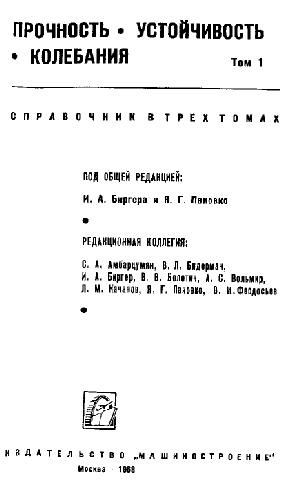 ПРОЧНОСТЬ • УСТОЙЧИВОСТЬ
• КОЛЕБАНИЯ
Том 1
СПРАВОЧНИК В ТРЕХ ТОМАХ
ПОД ОБЩЕЙ РЕДАКЦИЕЙ:
И. А. Биргера и Я. Г. Пановко
РЕДАКЦИОННАЯ КОЛЛЕГИЯ:
С. А. Амбарцумян, В. Л. Бидерман,
И. А. Биргер, В. В. Болотин, А. С. Вольмир,
Л. М. Качанов, Я. Г. Пановко, В. И. Феодосьев
ИЗДАТЕЛЬСТВО „МАШИНОСТРОЕНИЕ“
Москва · 1968